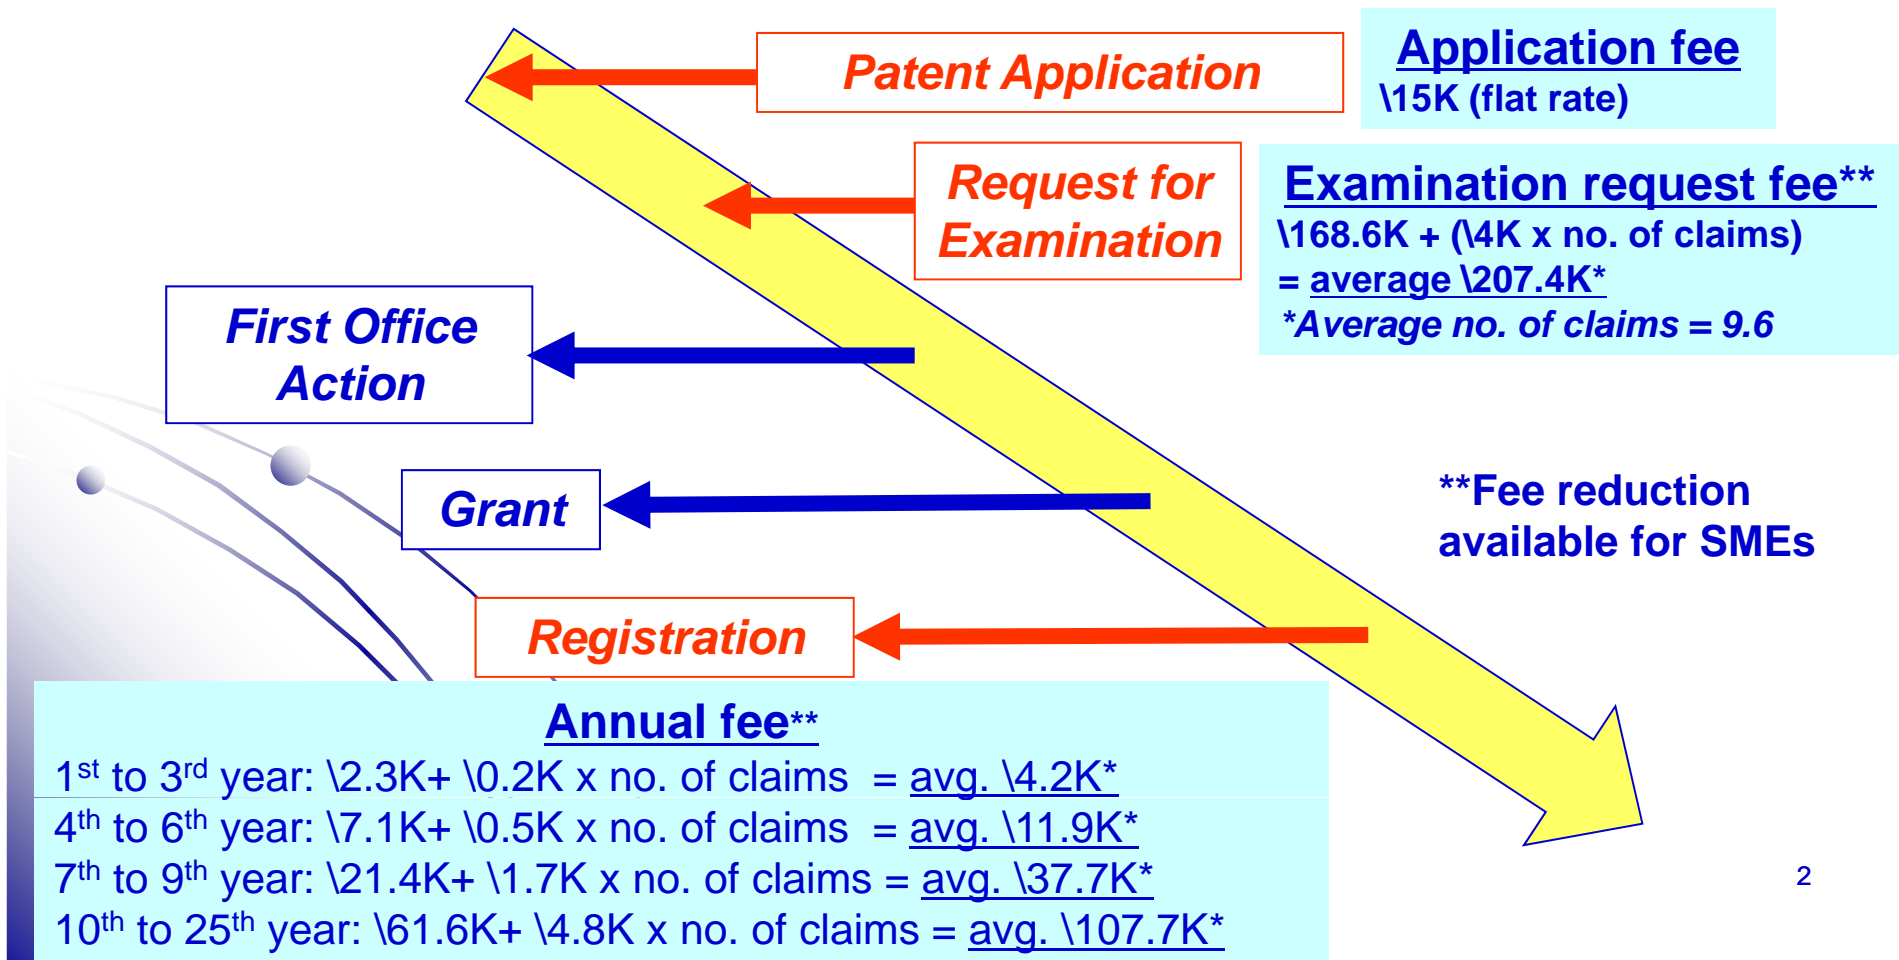 Patent Application
Application fee
\15K (flat rate)
Request for
Examination
Examination request fee**
\168.6K + (\4K x no. of claims)
= average \207.4K*
*Average no. of claims = 9.6
First Office
Action
Grant
**Fee reduction
available for SMEs
Registration
Annual fee**
1st to 3rd year: \2.3K+ \0.2K x no. of claims = avg. \4.2K*
4th to 6th year: \7.1K+ \0.5K x no. of claims = avg. \11.9K*
7th to 9th year: \21.4K+ \1.7K x no. of claims = avg. \37.7K*
10th to 25th year: \61.6K+ \4.8K x no. of claims = avg. \107.7K*
2